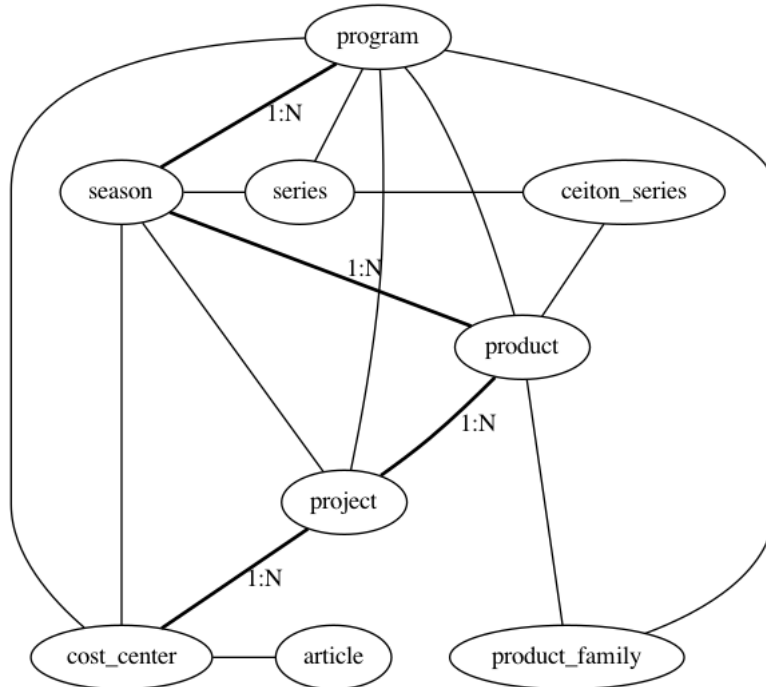 program
1:N
season
series
ceiton_series
1:N
product
1:N
project
1:N
cost_center
article
product_family